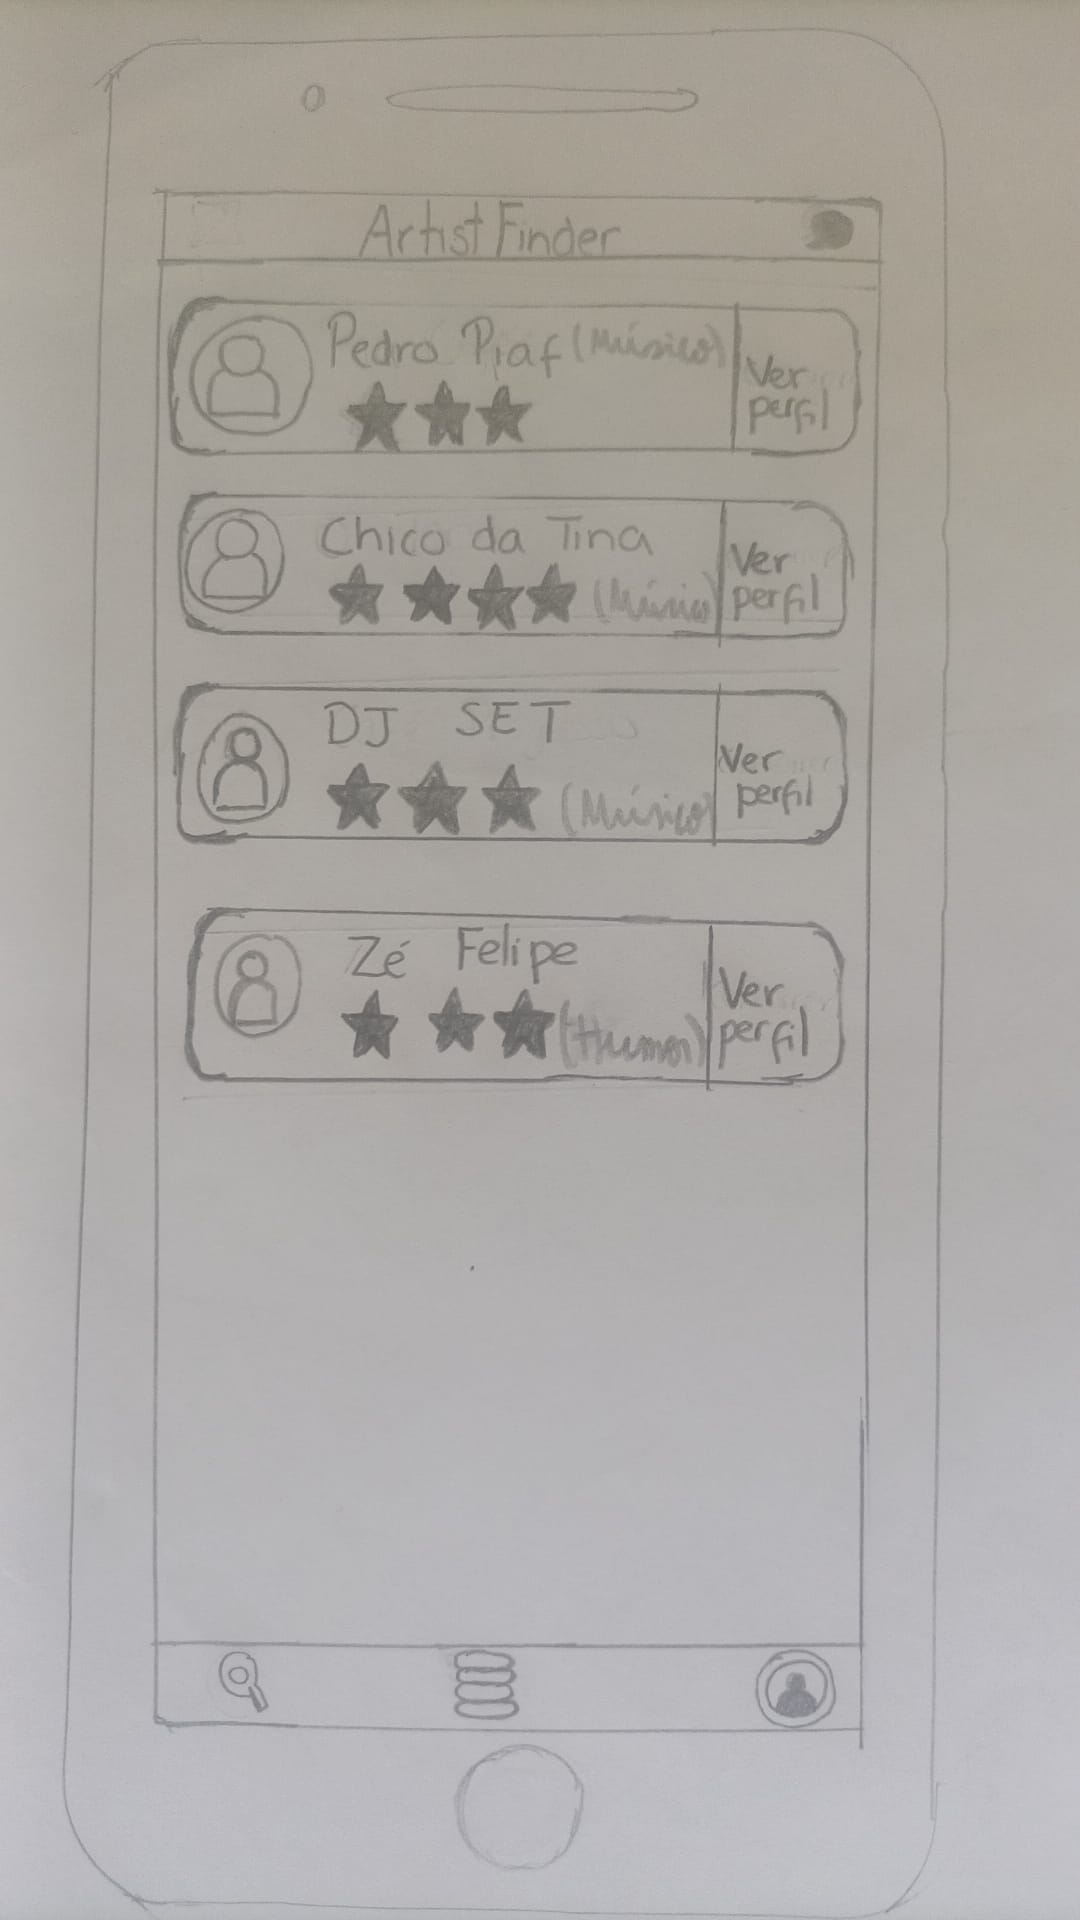 Artist Finder
Pedro Piaf (Músico)
Ver
perfil
Chico da Tina
(Músico)
Ver
perfil
DJ SET
(Músico)
Ver
perfil
Zé Felipe
(Humor)
Ver
perfil